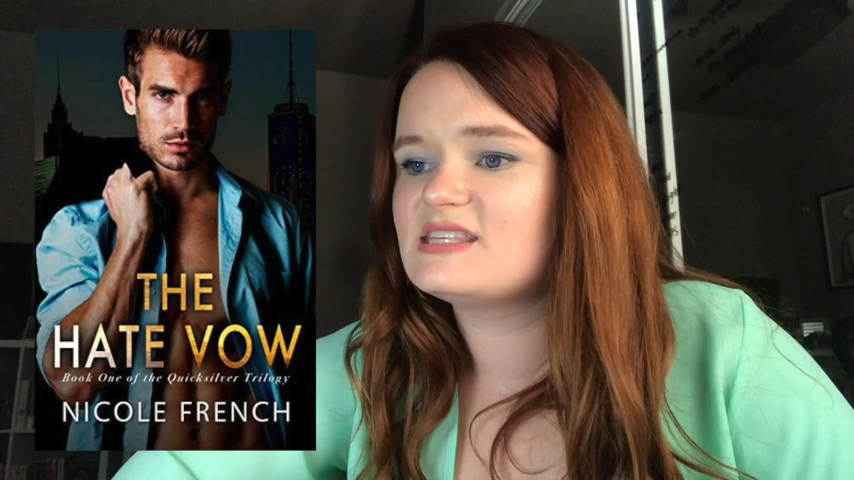 THE
HATE VOW
Book One of the Quicksilver Trilogy
NICOLE FRENCH